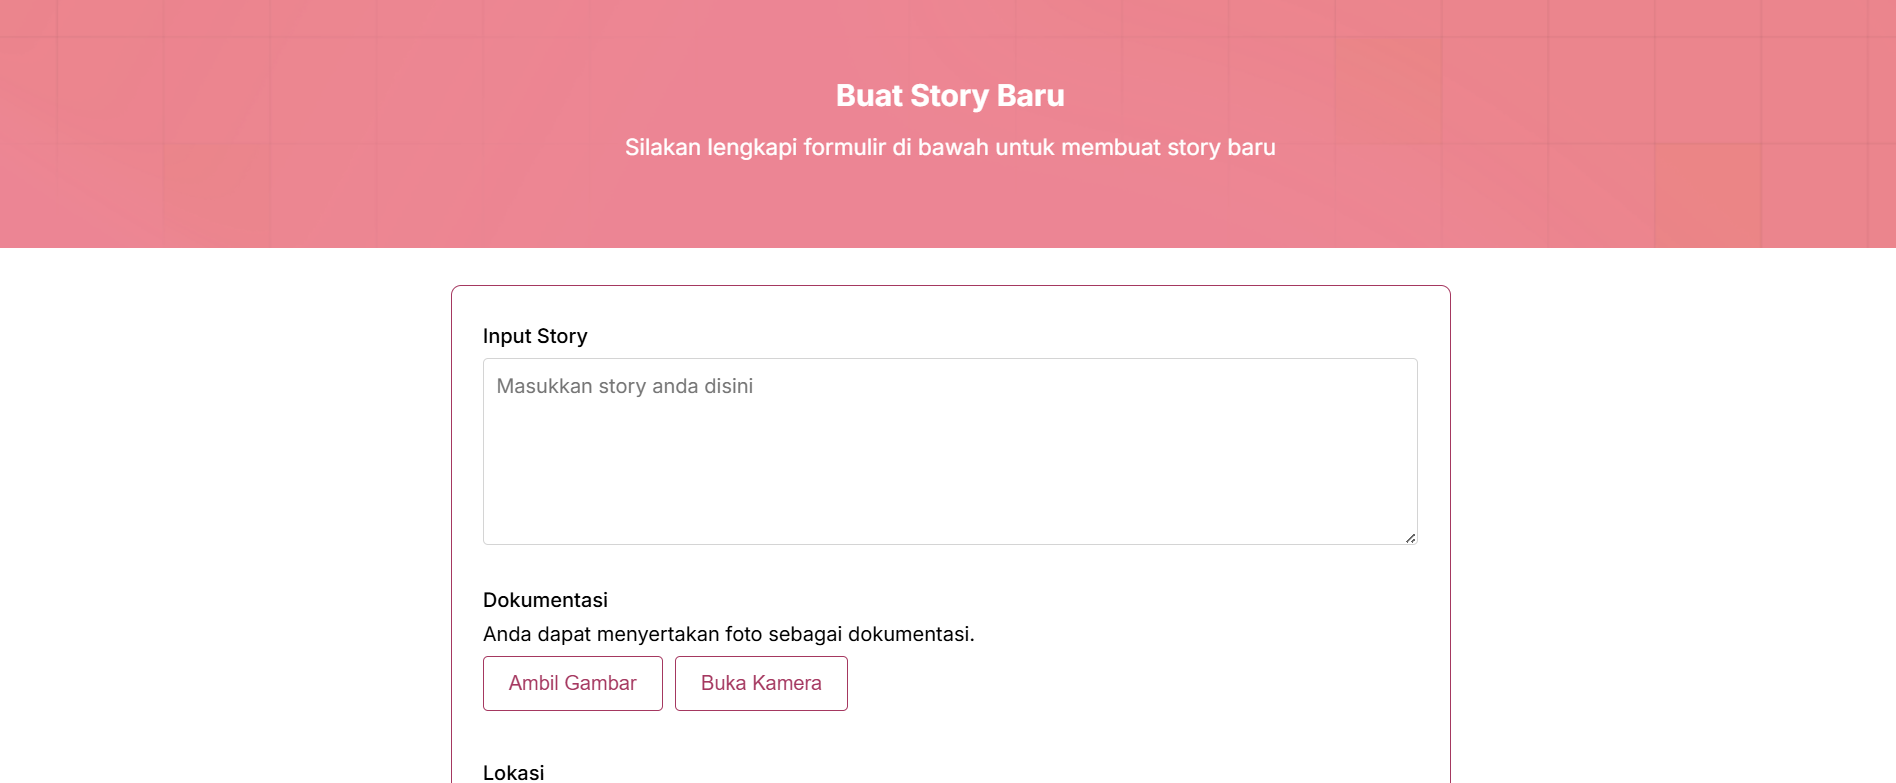 Buat Story Baru
Silakan lengkapi formulir di bawah untuk membuat story baru
Input Story
Masukkan story anda disini
Dokumentasi
Anda dapat menyertakan foto sebagai dokumentasi.
Ambil Gambar
Buka Kamera
Lokasi